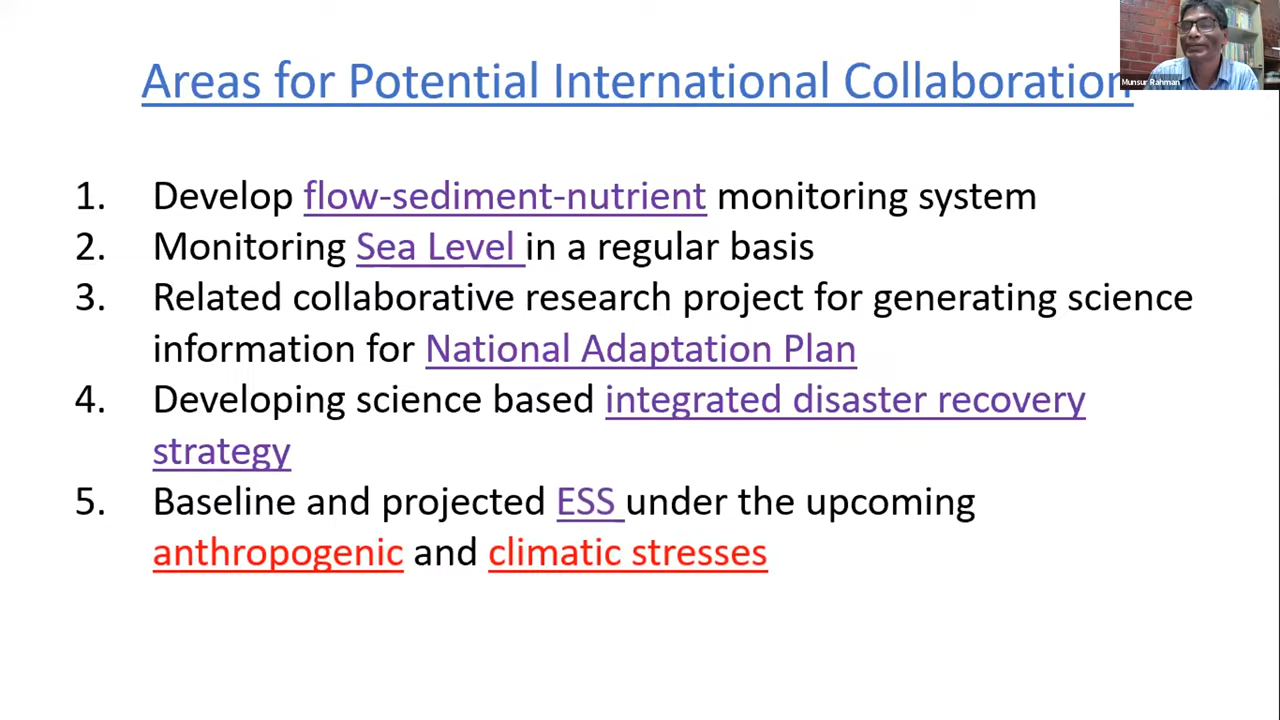 Areas for Potential International Collaboration
Munsur Rahman
1. Develop flow-sediment-nutrient monitoring system
2. Monitoring Sea Level in a regular basis
3. Related collaborative research project for generating science
information for National Adaptation Plan
4. Developing science based integrated disaster recovery
strategy
5. Baseline and projected ESS under the upcoming
anthropogenic and climatic stresses